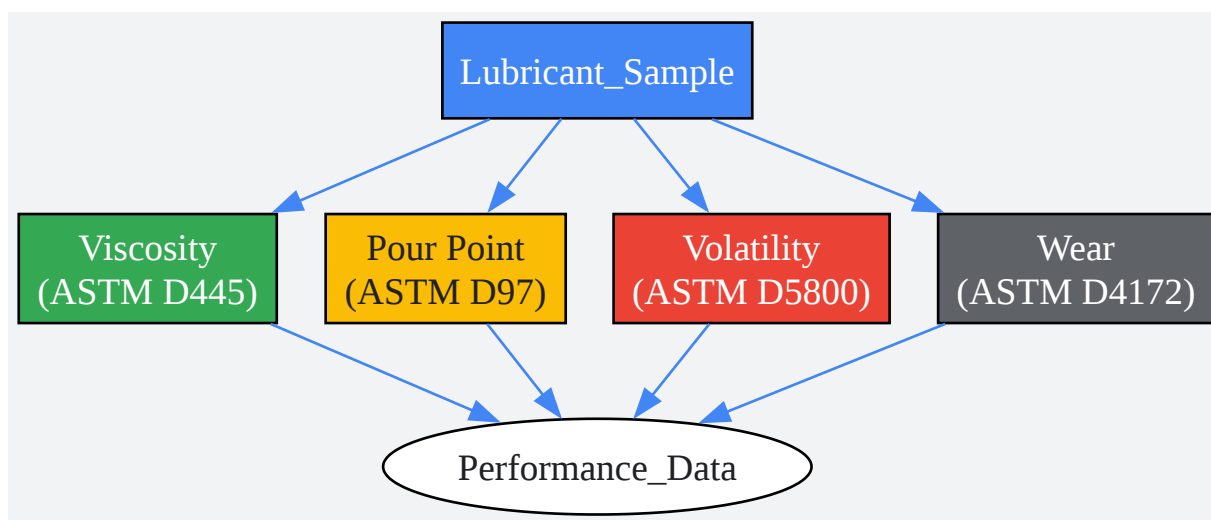 Lubricant_Sample
Viscosity
(ASTM D445)
Pour Point
(ASTM D97)
Volatility
(ASTM D5800)
Wear
(ASTM D4172)
Performance_Data